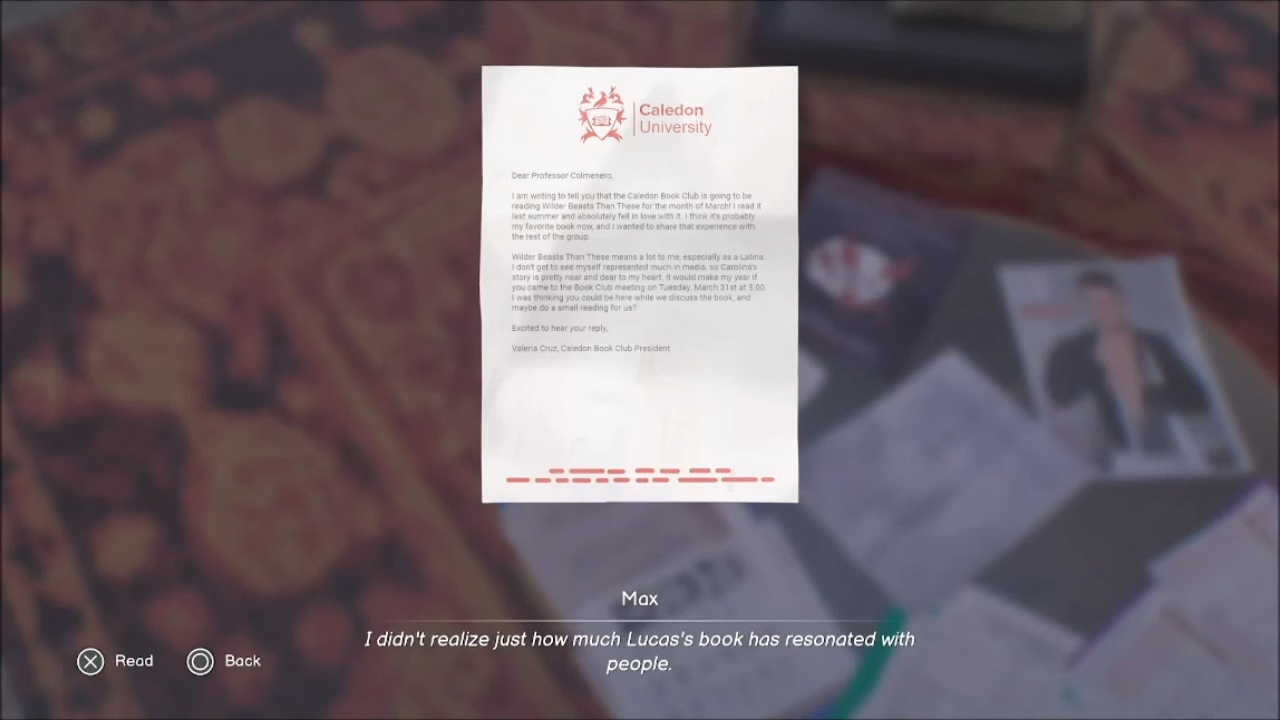 Caledon
University
Dear Professor Colmenero,
I am writing to tell you that the Caledon Book Club is going to be
reading Wilder Beasts Than These for the month of March! I read it
last summer and absolutely fell in love with it. I think it's probably
my favorite book now, and I wanted to share that experience with
the rest of the group.
Wilder Beasts Than These means a lot to me, especially as a Latina.
I don't get to see myself represented much in media, so Carolina's
story is pretty near and dear to my heart. It would make my year if
you came to the Book Club meeting on Tuesday, March 31st at 5:00.
I was thinking you could be here while we discuss the book, and
maybe do a small reading for us?
Excited to hear your reply,
Valeria Cruz, Caledon Book Club President
Max
I didn't realize just how much Lucas's book has resonated with
people.
Read Back